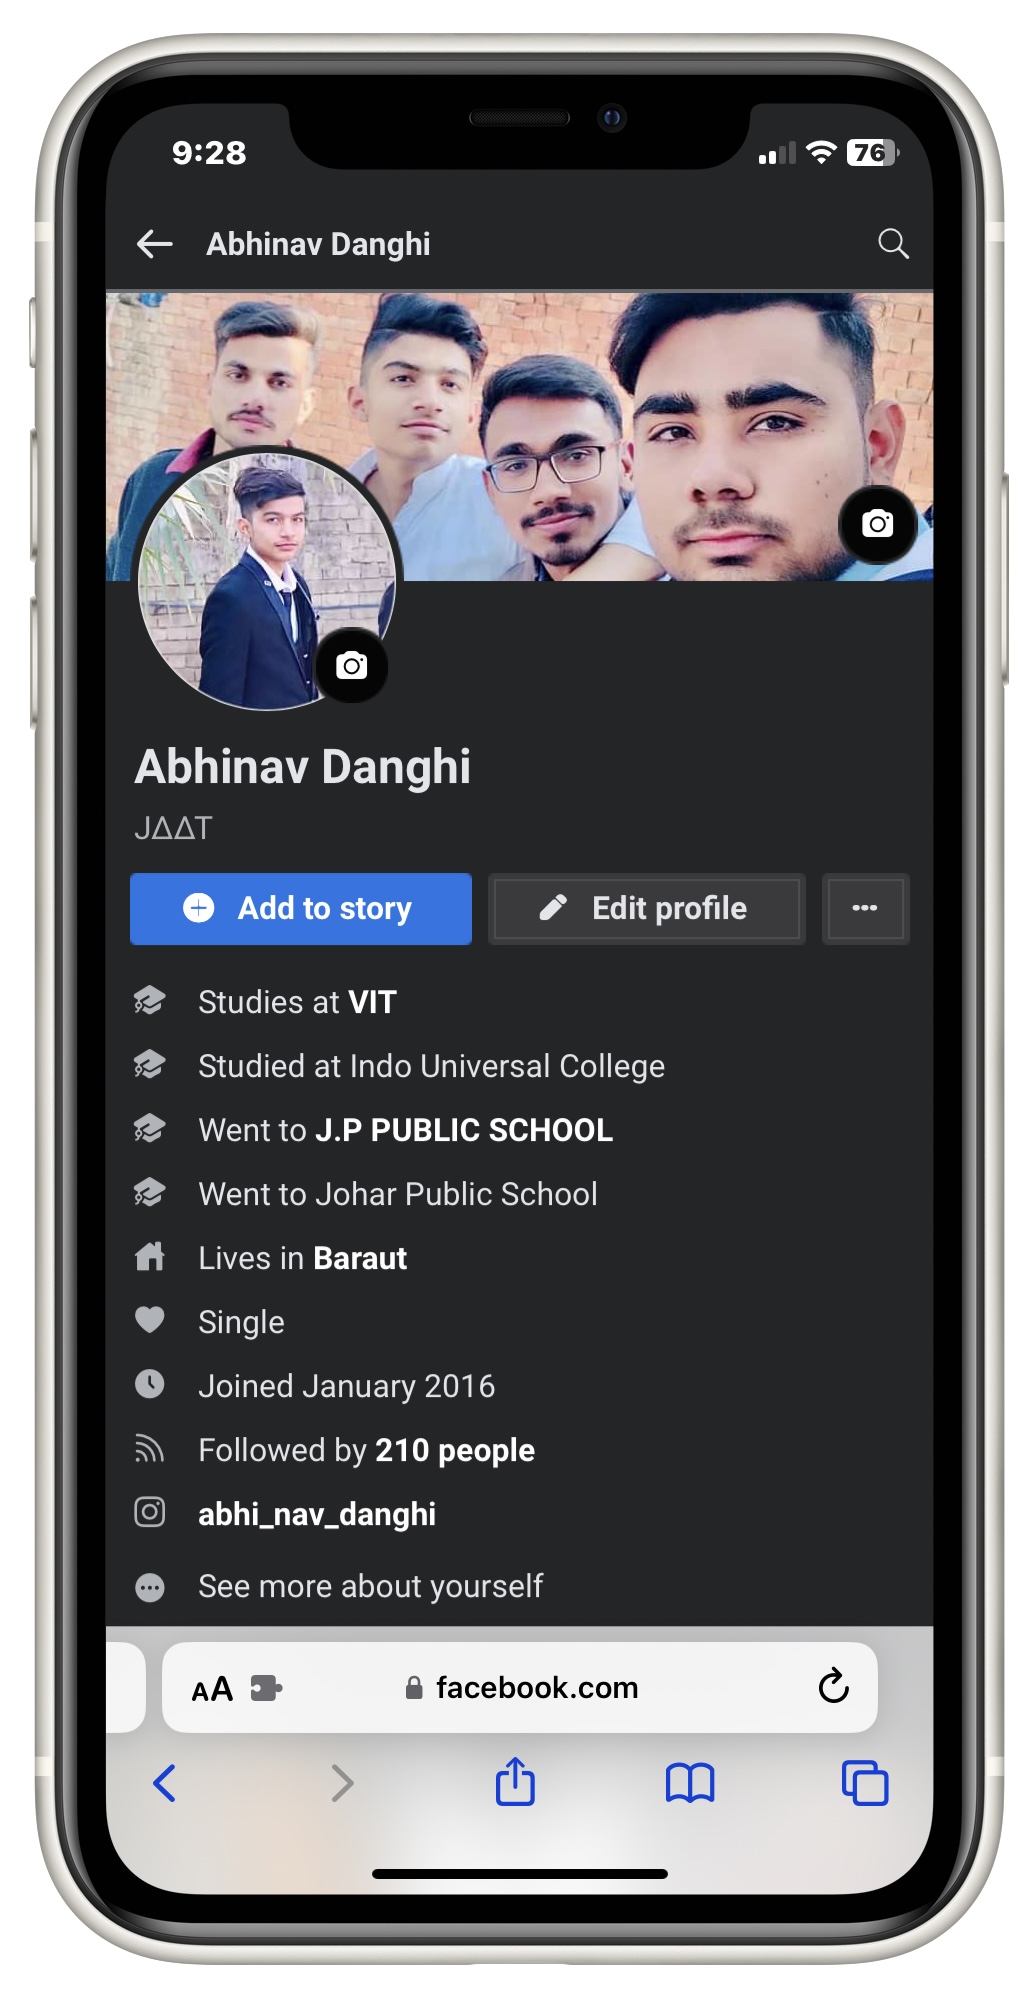 9:28
76
Abhinav Danghi
Abhinav Danghi
JΔΔT
Add to story
Edit profile
Studies at VIT
Studied at Indo Universal College
Went to J.P PUBLIC SCHOOL
Went to Johar Public School
Lives in Baraut
Single
Joined January 2016
Followed by 210 people
abhi_nav_danghi
See more about yourself
AA facebook.com